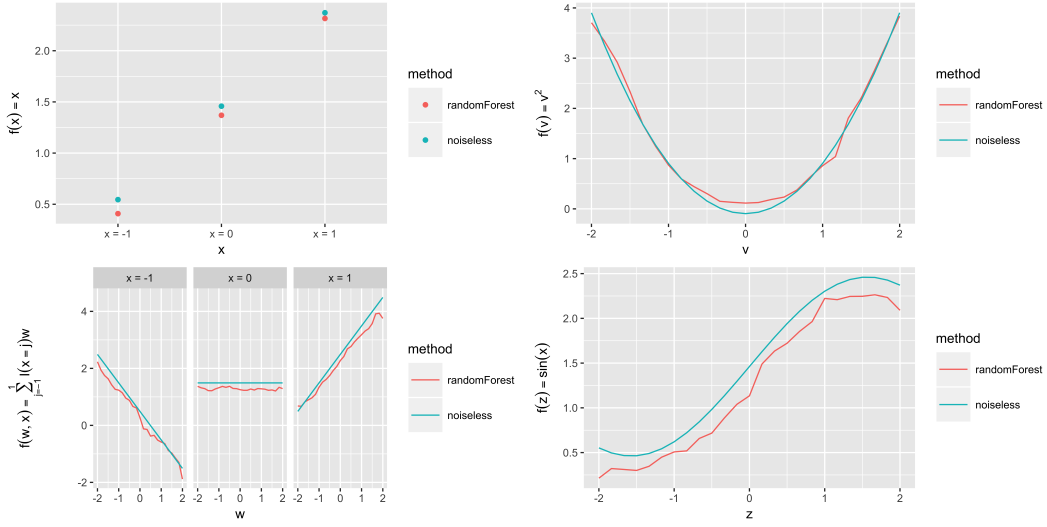 f(x) = x
2.0
1.5
1.0
0.5
x = -1 x = 0 x = 1
x
method
randomForest
noiseless
f(v) = v²
4
3
2
1
0
-2 -1 0 1 2
v
method
randomForest
noiseless
x = -1 x = 0 x = 1
f(w, x) = ∑¹ⱼ₌₋₁ I(x = j)w
4
2
0
-2
-2 -1 0 1 2 -2 -1 0 1 2 -2 -1 0 1 2
w
method
randomForest
noiseless
f(z) = sin(x)
2.5
2.0
1.5
1.0
0.5
-2 -1 0 1 2
z
method
randomForest
noiseless